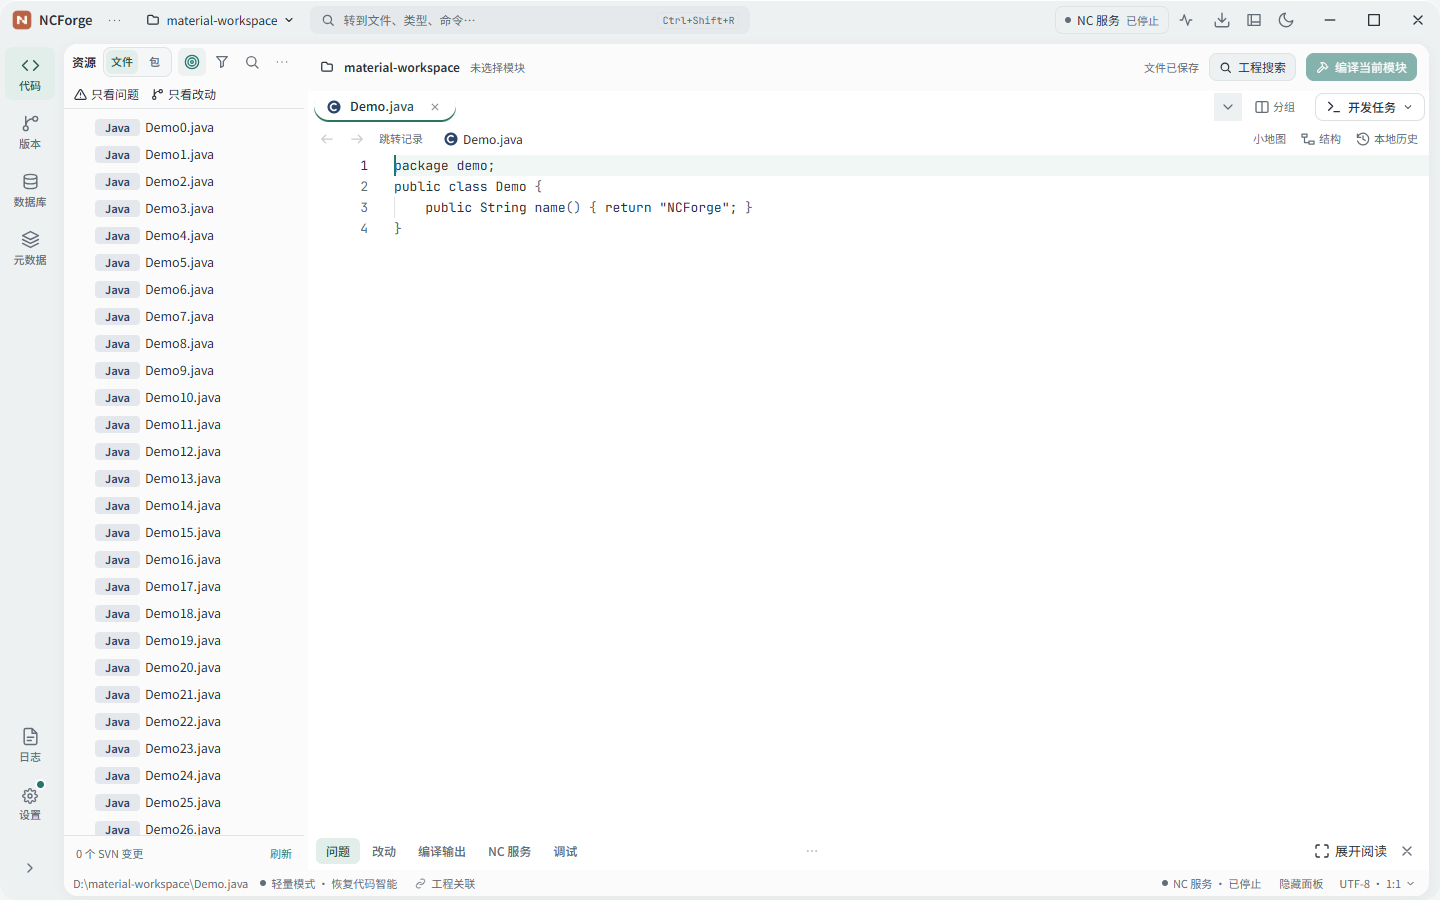 NCForge
material-workspace
转到文件、类型、命令…
Ctrl+Shift+R
NC 服务 已停止
代码
版本
数据库
元数据
日志
设置
资源 文件 包
只看问题 只看改动
Java Demo0.java
Java Demo1.java
Java Demo2.java
Java Demo3.java
Java Demo4.java
Java Demo5.java
Java Demo6.java
Java Demo7.java
Java Demo8.java
Java Demo9.java
Java Demo10.java
Java Demo11.java
Java Demo12.java
Java Demo13.java
Java Demo14.java
Java Demo15.java
Java Demo16.java
Java Demo17.java
Java Demo18.java
Java Demo19.java
Java Demo20.java
Java Demo21.java
Java Demo22.java
Java Demo23.java
Java Demo24.java
Java Demo25.java
Java Demo26.java
0 个 SVN 变更 刷新
material-workspace 未选择模块
文件已保存 工程搜索 编译当前模块
Demo.java
分组 开发任务
跳转记录 Demo.java
小地图 结构 本地历史
1 package demo;
2 public class Demo {
3 public String name() { return "NCForge"; }
4 }
问题 改动 编译输出 NC 服务 调试
展开阅读
D:\material-workspace\Demo.java 轻量模式 · 恢复代码智能 工程关联
NC 服务 · 已停止 隐藏面板 UTF-8 · 1:1